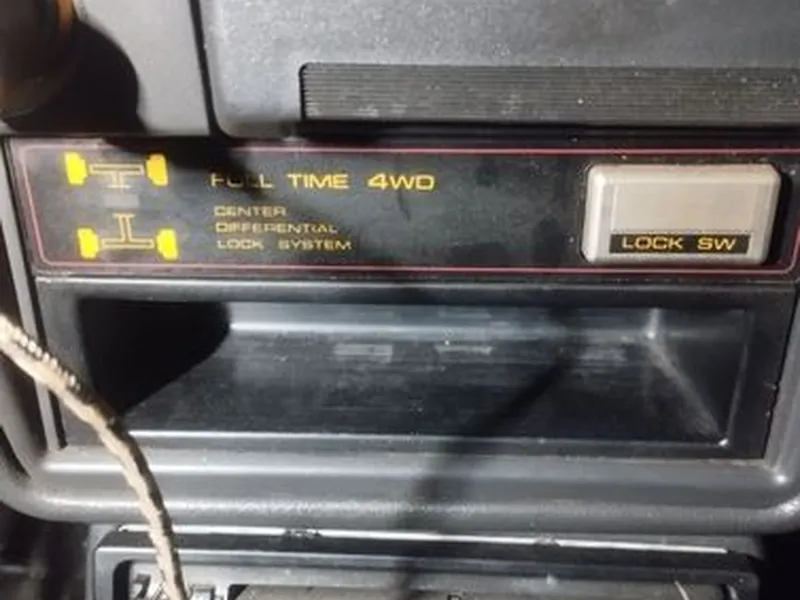 FULL TIME 4WD
CENTER
DIFFERENTIAL
LOCK SYSTEM
LOCK SW